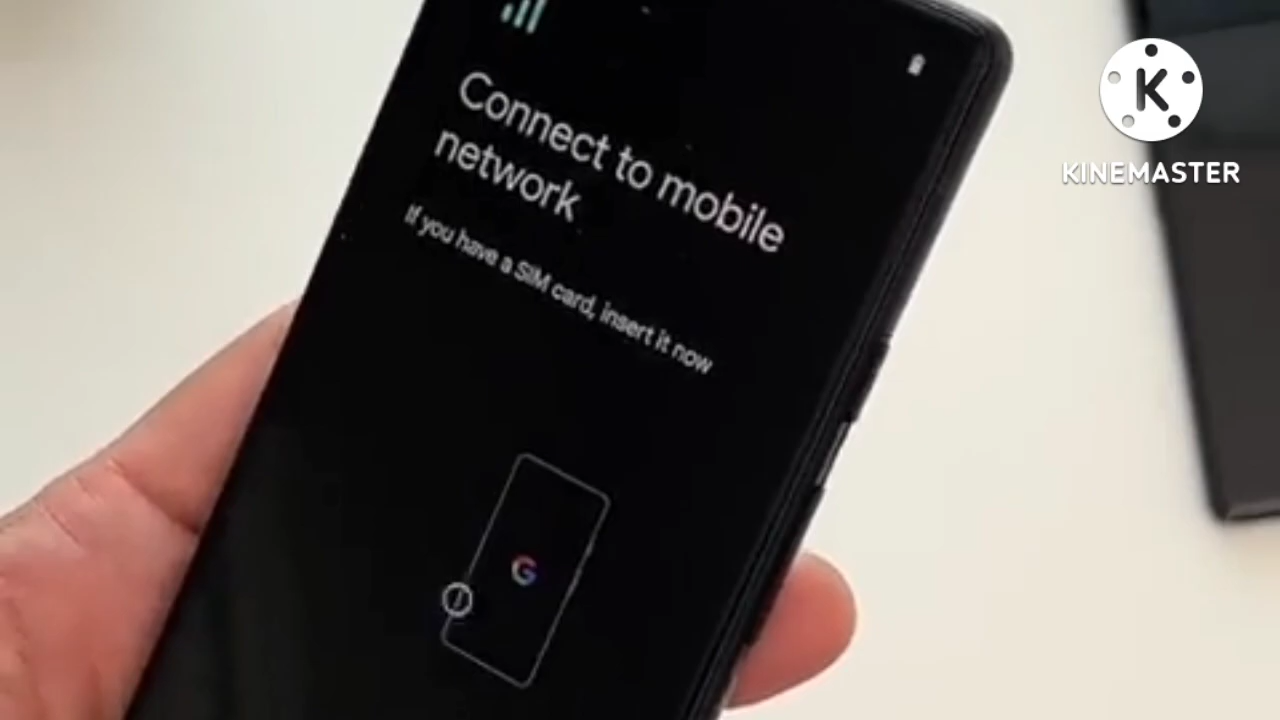 Connect to mobile
network
If you have a SIM card, insert it now
G
K
KINEMASTER